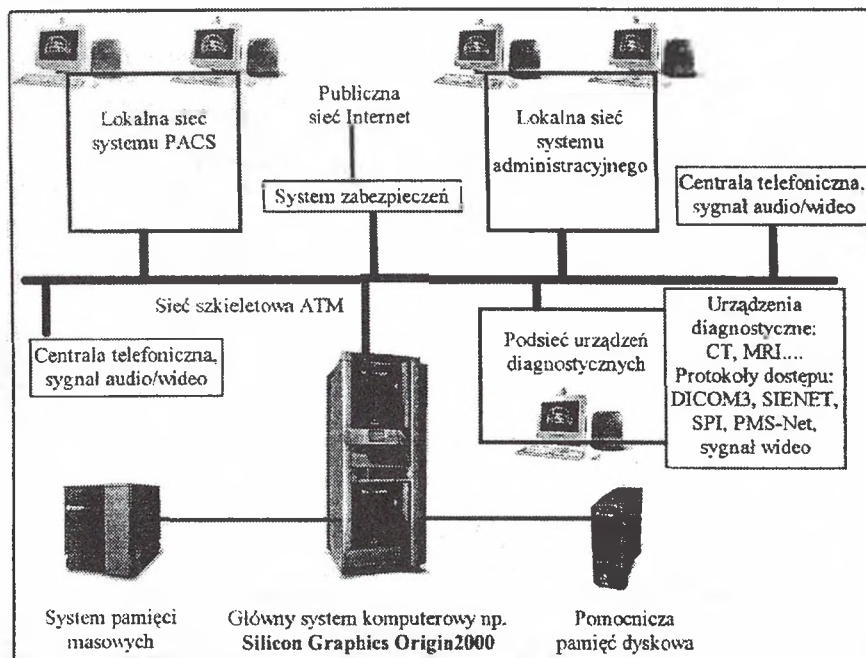 Lokalna sieć
systemu PACS
Publiczna
sieć Internet
System zabezpieczeń
Lokalna sieć
systemu
administracyjnego
Centrala telefoniczna,
sygnał audio/wideo
Sieć szkieletowa ATM
Centrala telefoniczna,
sygnał audio/wideo
Podsieć urządzeń
diagnostycznych
Urządzenia
diagnostyczne:
CT, MRI....
Protokoły dostępu:
DICOM3, SIENET,
SPI, PMS-Net,
sygnał wideo
System pamięci
masowych
Główny system komputerowy np.
Silicon Graphics Origin2000
Pomocnicza
pamięć dyskowa